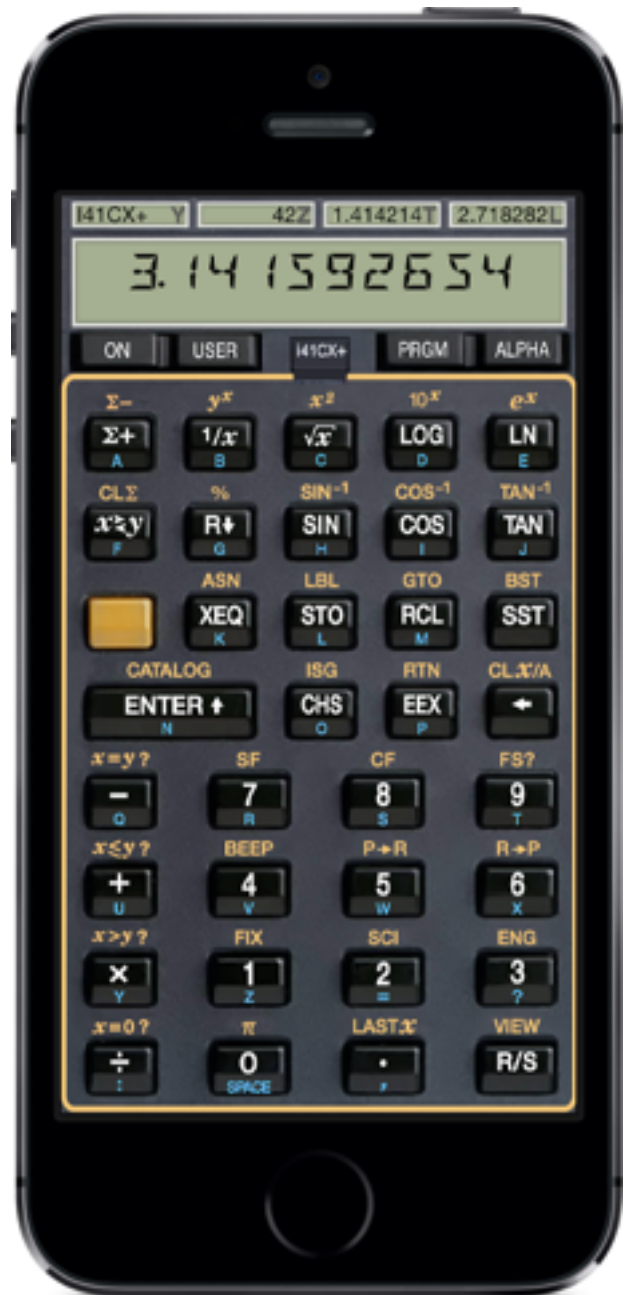 I41CX+ Y 42Z 1.414214T 2.718282L
3.141592654
ON USER I41CX+ PRGM ALPHA
Σ− yˣ x² 10ˣ eˣ
Σ+ 1/x √x LOG LN
A B C D E
CLΣ % SIN⁻¹ COS⁻¹ TAN⁻¹
x≷y R↓ SIN COS TAN
F G H I J
ASN LBL GTO BST
XEQ STO RCL SST
K L M
CATALOG ISG RTN CLX/A
ENTER↑ CHS EEX ←
N O P
x=y? SF CF FS?
− 7 8 9
Q R S T
x≤y? BEEP P→R R→P
+ 4 5 6
U V W X
x>y? FIX SCI ENG
× 1 2 3
Y Z = ?
x=0? π LASTX VIEW
÷ 0 · R/S
: SPACE ,